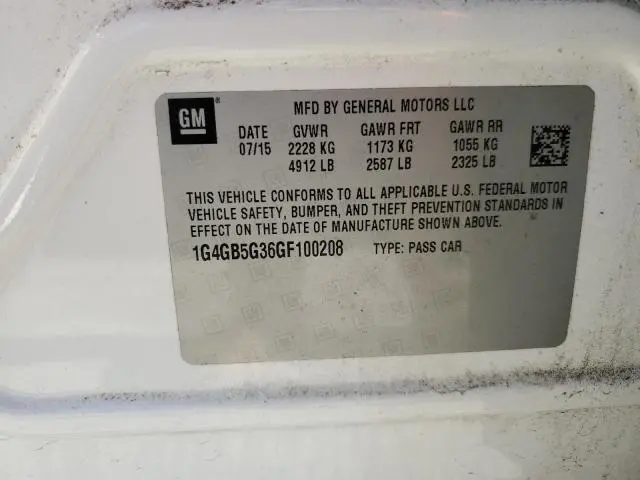 GM ®
MFD BY GENERAL MOTORS LLC
DATE GVWR GAWR FRT GAWR RR
07/15 2228 KG 1173 KG 1055 KG
4912 LB 2587 LB 2325 LB
THIS VEHICLE CONFORMS TO ALL APPLICABLE U.S. FEDERAL MOTOR
VEHICLE SAFETY, BUMPER, AND THEFT PREVENTION STANDARDS IN
EFFECT ON THE DATE OF MANUFACTURE SHOWN ABOVE.
1G4GB5G36GF100208 TYPE: PASS CAR